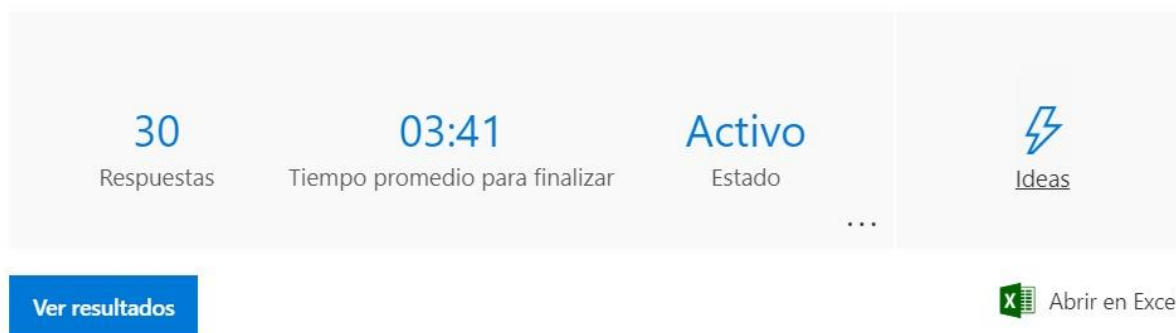 30
Respuestas
03:41
Tiempo promedio para finalizar
Activo
Estado
...
Ideas
Ver resultados
Abrir en Exce